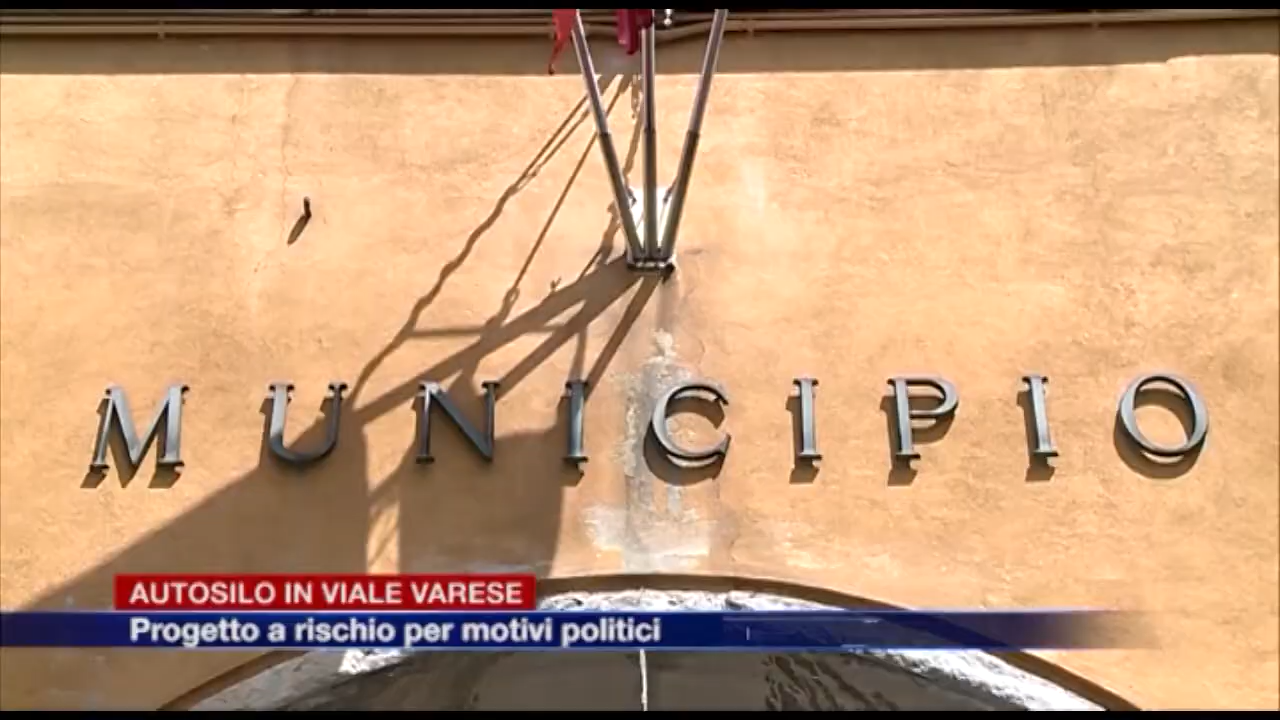 MUNICIPIO
AUTOSILO IN VIALE VARESE
Progetto a rischio per motivi politici